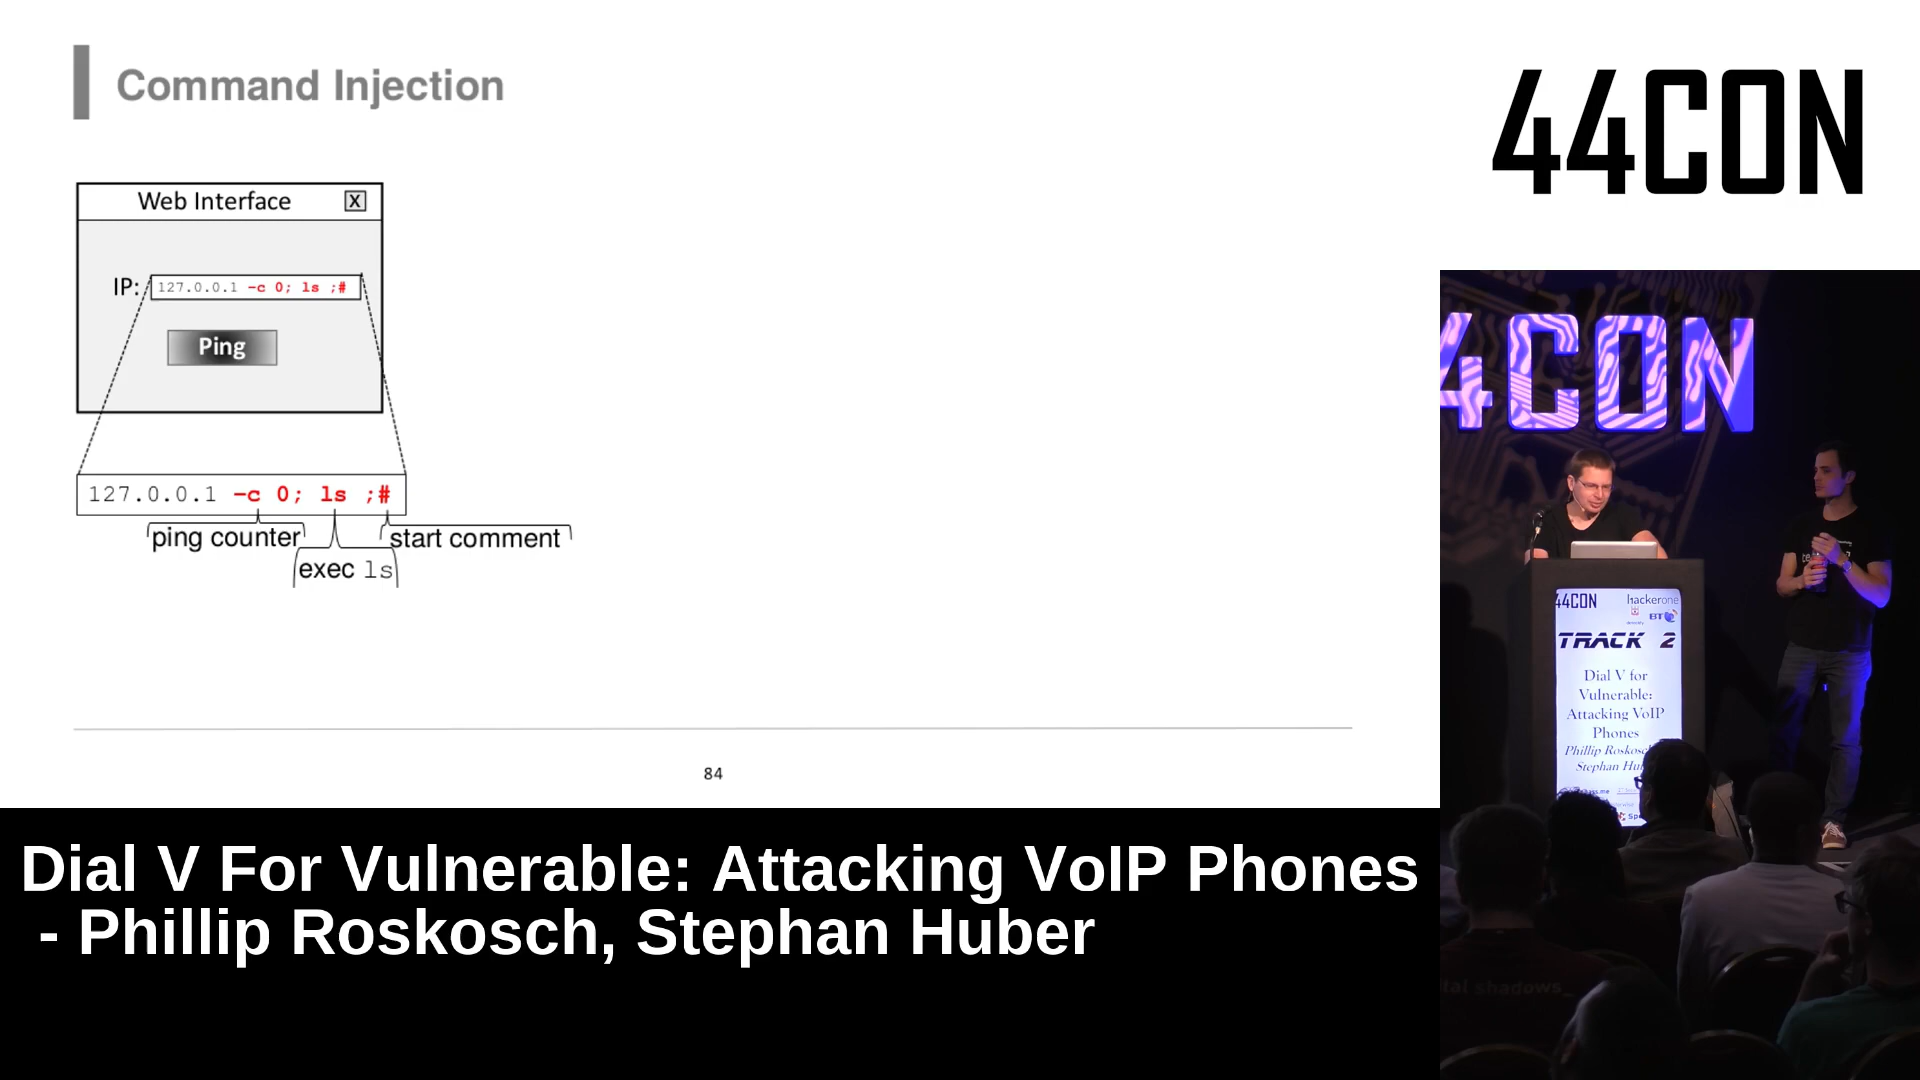 Command Injection
44CON
Web Interface X
IP: 127.0.0.1 -c 0; ls ;#
Ping
127.0.0.1 -c 0; ls ;#
ping counter
start comment
exec ls
84
4CON
44CON hackerone
BT
TRACK 2
Dial V for
Vulnerable:
Attacking VoIP
Phones
Phillip
Stephan
Dial V For Vulnerable: Attacking VoIP Phones
- Phillip Roskosch, Stephan Huber